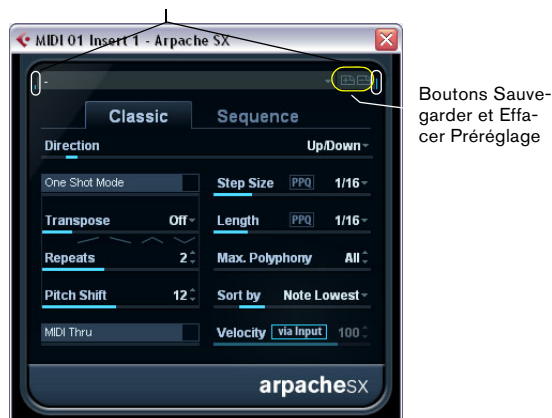 MIDI 01 Insert 1 - Arpache SX
-
Boutons Sauve-
garder et Effa-
cer Préréglage
Classic Sequence
Direction Up/Down
One Shot Mode Step Size PPQ 1/16
Transpose Off Length PPQ 1/16
Repeats 2 Max. Polyphony All
Pitch Shift 12 Sort by Note Lowest
MIDI Thru Velocity via Input 100
arpacheSX